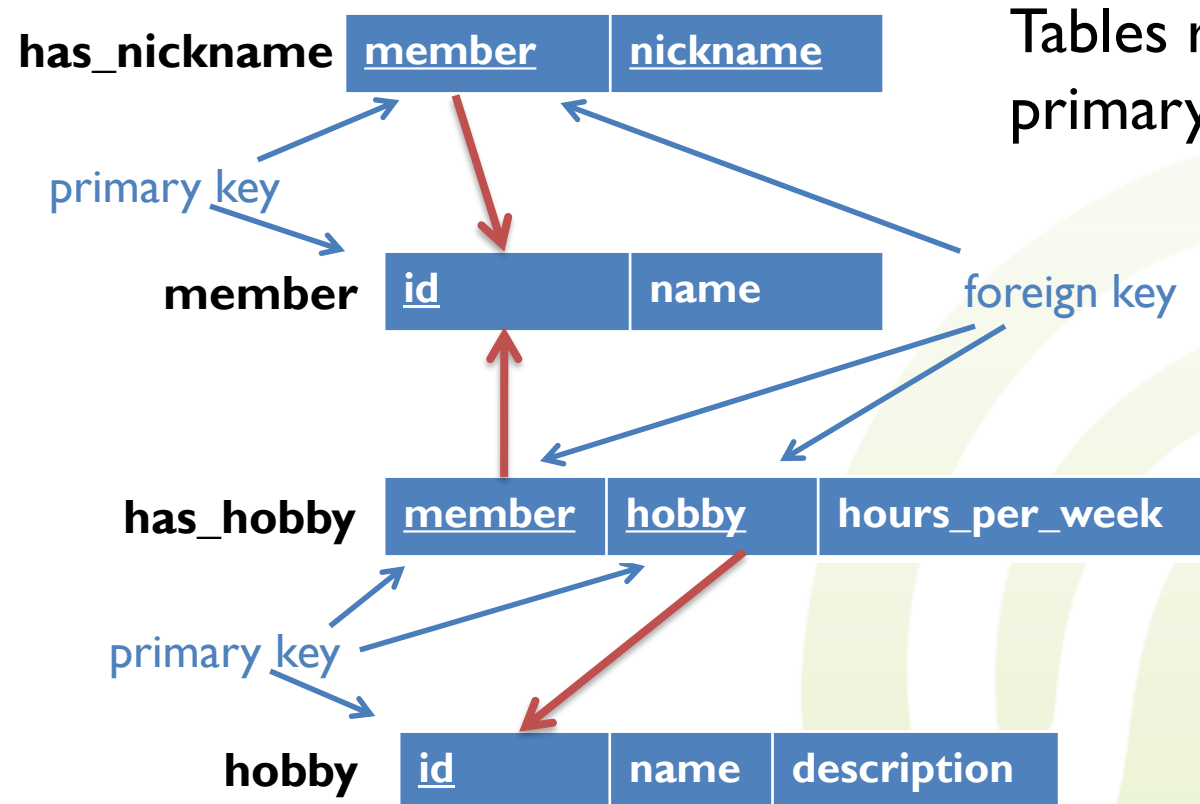 Tables
primary
has_nickname member nickname
primary key
member id name
foreign key
has_hobby member hobby hours_per_week
primary key
hobby id name description